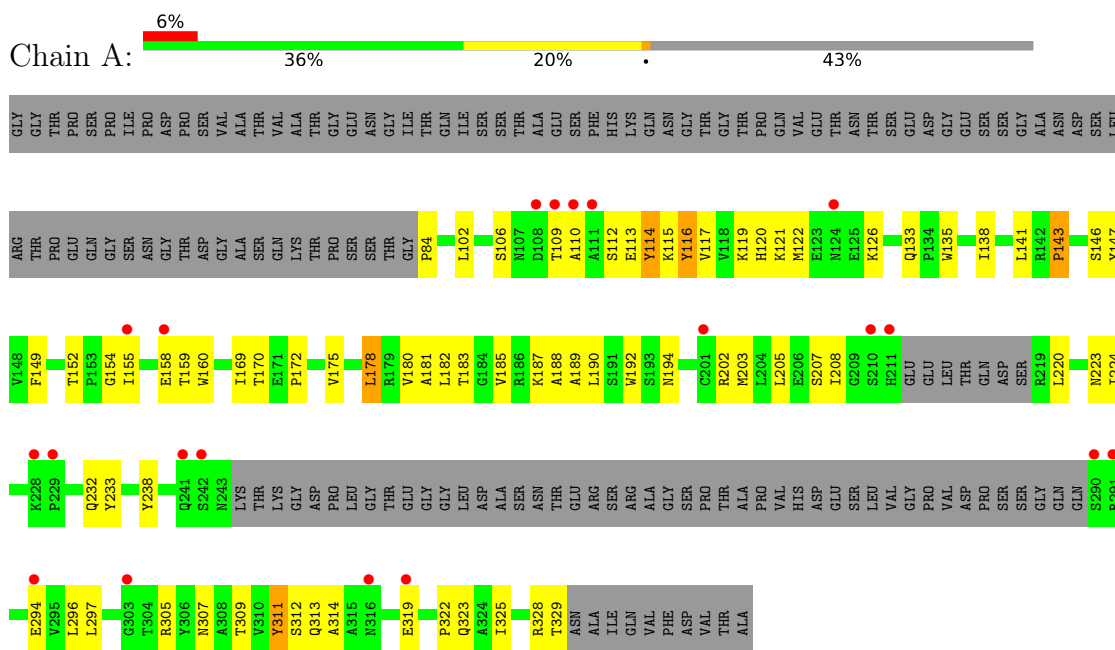 6%
Chain A:
36% 20% • 43%
GLY GLY THR PRO SER PRO ILE PRO ASP PRO SER VAL ALA THR VAL ALA THR GLY GLU ASN GLY ILE THR GLN ILE SER SER THR ALA GLU SER PHE HIS LYS GLN ASN GLY THR GLY THR PRO GLN VAL GLU THR ASN THR SER GLU ASP GLY GLU SER SER GLY ALA ASN ASP SER LEU
ARG THR PRO GLU GLN GLY SER ASN GLY THR ASP GLY ALA SER GLN LYS THR PRO SER SER THR GLY P84 L102 S106 N107 D108 T109 A110 A111 S112 E113 Y114 K115 Y116 V117 V118 K119 H120 K121 M122 E123 N124 E125 K126 Q133 P134 W135 I138 L141 R142 P143 S146 Y147
V148 F149 T152 P153 G154 I155 E158 T159 W160 I169 T170 E171 P172 V175 L178 R179 V180 A181 L182 T183 G184 V185 R186 K187 A188 A189 L190 S191 W192 S193 N194 C201 R202 M203 L204 L205 E206 S207 I208 G209 S210 H211 GLU GLU LEU THR GLN ASP SER R219 L220 N223
K228 P229 Q232 Y233 Y238 Q241 S242 N243 LYS THR LYS GLY ASP PRO LEU GLY THR GLU GLY GLY LEU ASP ALA SER ASN THR GLU ARG SER ARG ALA GLY PRO THR ALA PRO VAL HIS ASP GLU SER LEU VAL GLY PRO VAL ASP PRO SER SER GLY GLN GLN S290
E294 V295 L296 L297 G303 T304 R305 Y306 N307 A308 T309 V310 Y311 S312 Q313 A314 A315 N316 E319 P322 Q323 A324 I325 R328 T329 ASN ALA ILE GLN VAL PHE ASP VAL THR ALA